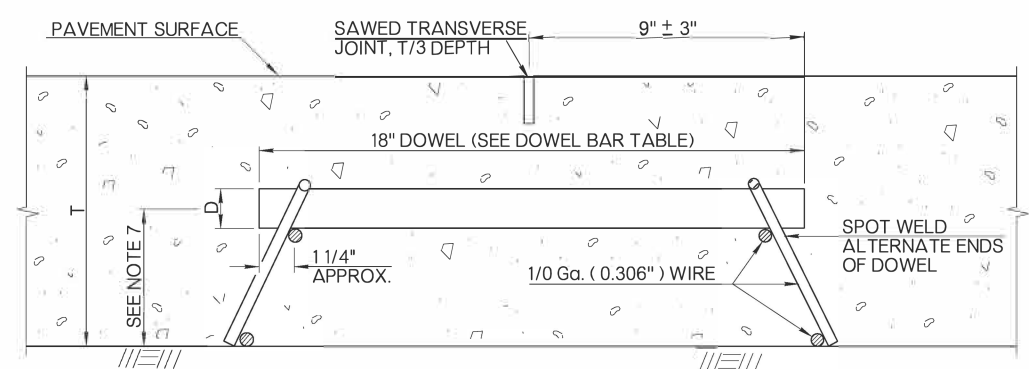 PAVEMENT SURFACE
SAWED TRANSVERSE
JOINT, T/3 DEPTH
9" ± 3"
18" DOWEL (SEE DOWEL BAR TABLE)
T
D
SEE NOTE 7
1 1/4"
APPROX.
1/0 Ga. ( 0.306" ) WIRE
SPOT WELD
ALTERNATE ENDS
OF DOWEL